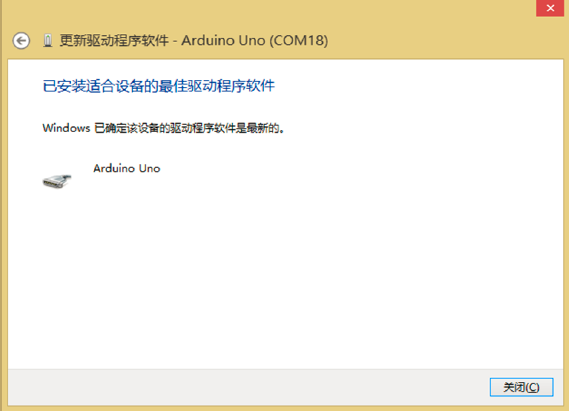 更新驱动程序软件 - Arduino Uno (COM18)
已安装适合设备的最佳驱动程序软件
Windows 已确定该设备的驱动程序软件是最新的。
Arduino Uno
关闭(C)